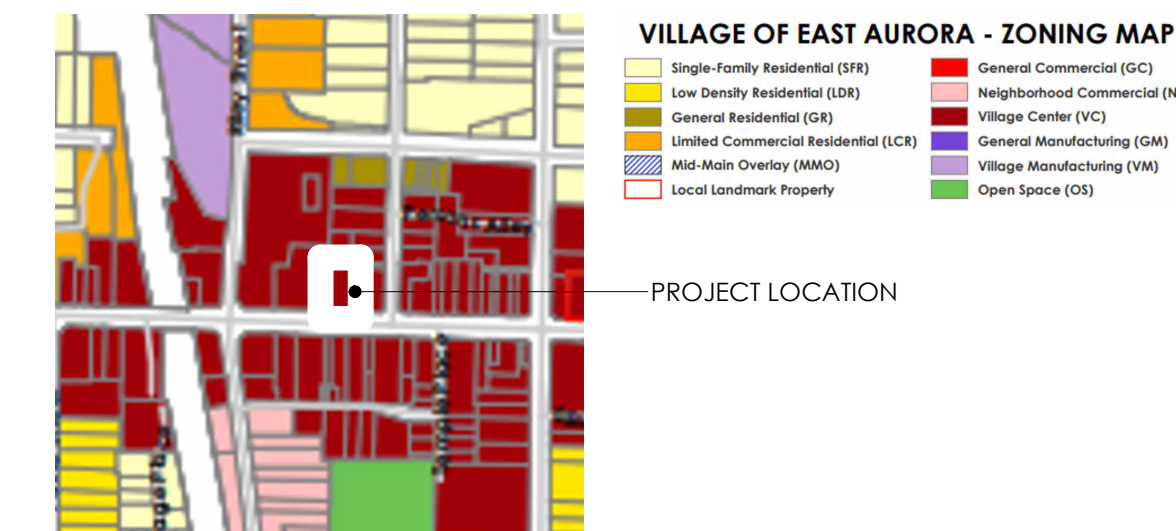 VILLAGE OF EAST AURORA - ZONING MAP
Single-Family Residential (SFR)
Low Density Residential (LDR)
General Residential (GR)
Limited Commercial Residential (LCR)
Mid-Main Overlay (MMO)
Local Landmark Property
General Commercial (GC)
Neighborhood Commercial (N
Village Center (VC)
General Manufacturing (GM)
Village Manufacturing (VM)
Open Space (OS)
PROJECT LOCATION